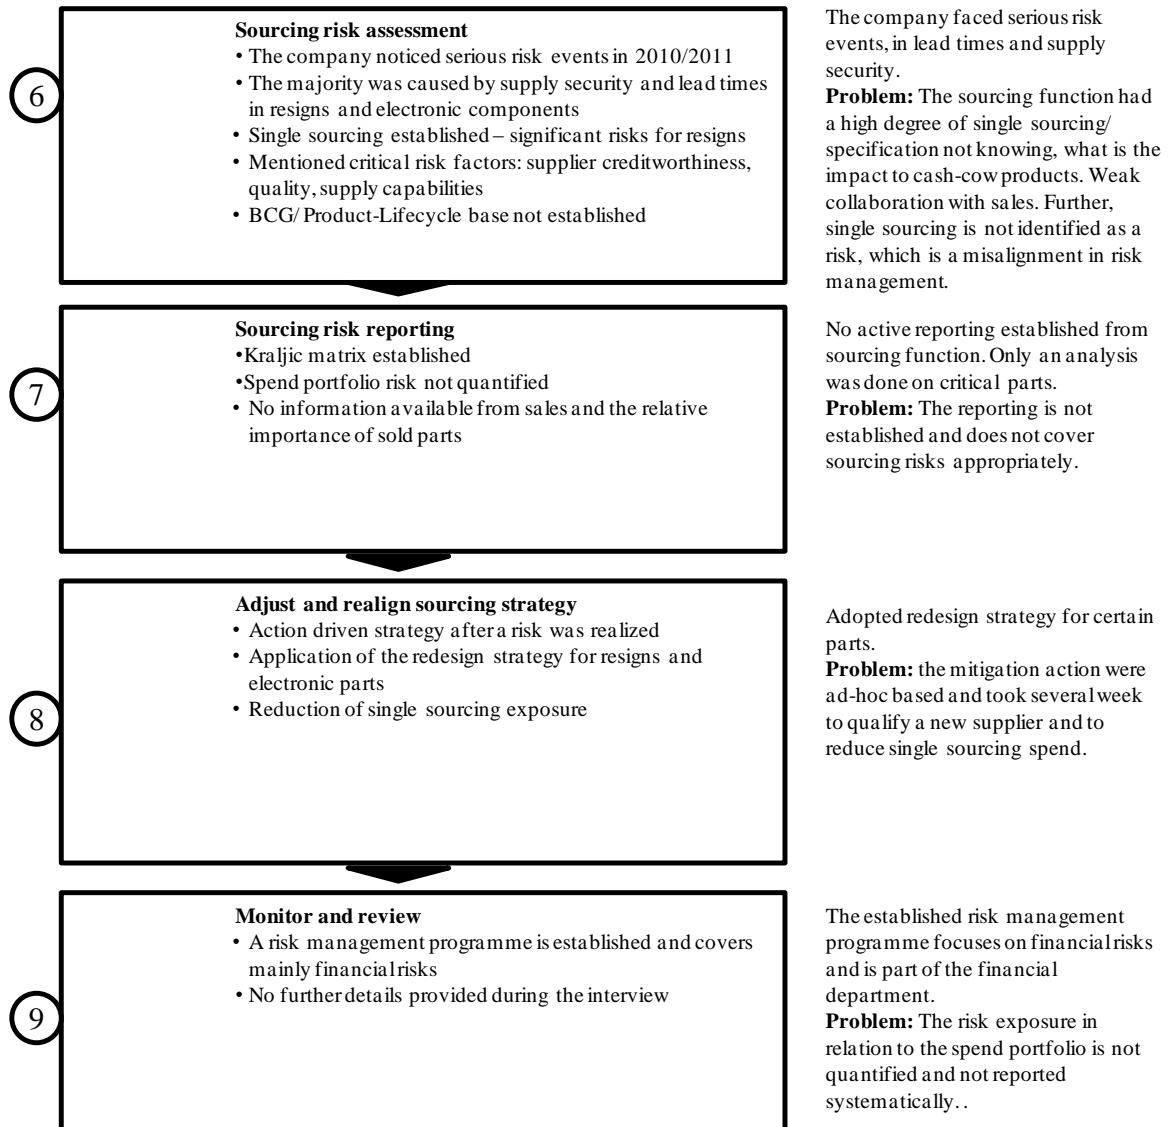 6
Sourcing risk assessment
• The company noticed serious risk events in 2010/2011
• The majority was caused by supply security and lead times
in resigns and electronic components
• Single sourcing established – significant risks for resigns
• Mentioned critical risk factors: supplier creditworthiness,
quality, supply capabilities
• BCG/ Product-Lifecycle base not established
The company faced serious risk
events, in lead times and supply
security.
Problem: The sourcing function had
a high degree of single sourcing/
specification not knowing, what is the
impact to cash-cow products. Weak
collaboration with sales. Further,
single sourcing is not identified as a
risk, which is a misalignment in risk
management.
7
Sourcing risk reporting
•Kraljic matrix established
•Spend portfolio risk not quantified
• No information available from sales and the relative
importance of sold parts
No active reporting established from
sourcing function. Only an analysis
was done on critical parts.
Problem: The reporting is not
established and does not cover
sourcing risks appropriately.
8
Adjust and realign sourcing strategy
• Action driven strategy after a risk was realized
• Application of the redesign strategy for resigns and
electronic parts
• Reduction of single sourcing exposure
Adopted redesign strategy for certain
parts.
Problem: the mitigation action were
ad-hoc based and took several week
to qualify a new supplier and to
reduce single sourcing spend.
9
Monitor and review
• A risk management programme is established and covers
mainly financial risks
• No further details provided during the interview
The established risk management
programme focuses on financial risks
and is part of the financial
department.
Problem: The risk exposure in
relation to the spend portfolio is not
quantified and not reported
systematically. .